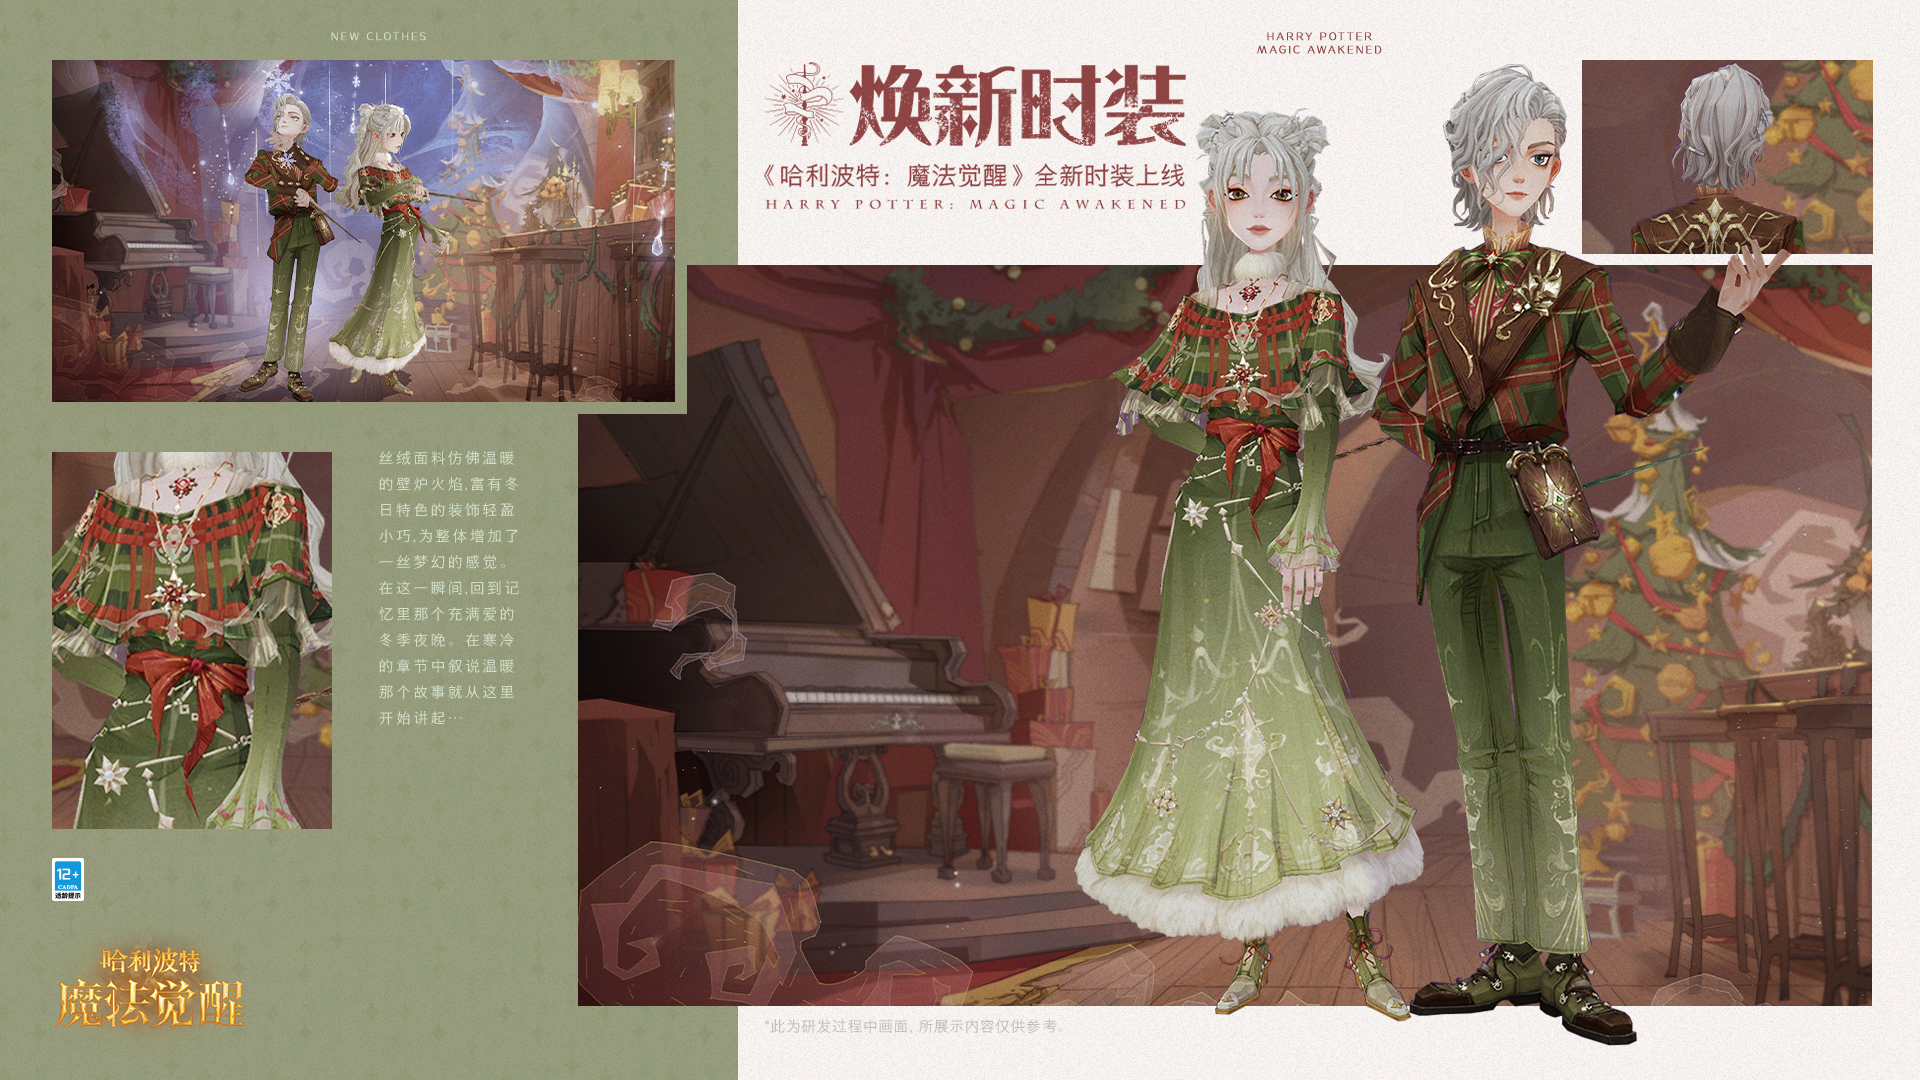 NEW CLOTHES
HARRY POTTER
MAGIC AWAKENED
焕新时装
《哈利波特：魔法觉醒》全新时装上线
HARRY POTTER: MAGIC AWAKENED
丝绒面料仿佛温暖
的壁炉火焰,富有冬
日特色的装饰轻盈
小巧,为整体增加了
一丝梦幻的感觉。
在这一瞬间,回到记
忆里那个充满爱的
冬季夜晚。在寒冷
的章节中叙说温暖
那个故事就从这里
开始讲起…
12+
CADPA
适龄提示
哈利波特
魔法觉醒
*此为研发过程中画面, 所展示内容仅供参考。